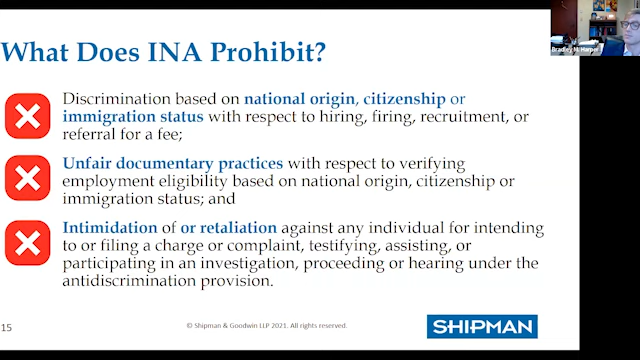 What Does INA Prohibit?
Discrimination based on national origin, citizenship or
immigration status with respect to hiring, firing, recruitment, or
referral for a fee;
Unfair documentary practices with respect to verifying
employment eligibility based on national origin, citizenship or
immigration status; and
Intimidation of or retaliation against any individual for intending
to or filing a charge or complaint, testifying, assisting, or
participating in an investigation, proceeding or hearing under the
antidiscrimination provision.
15
© Shipman & Goodwin LLP 2021. All rights reserved.
SHIPMAN
Bradley M. Harper